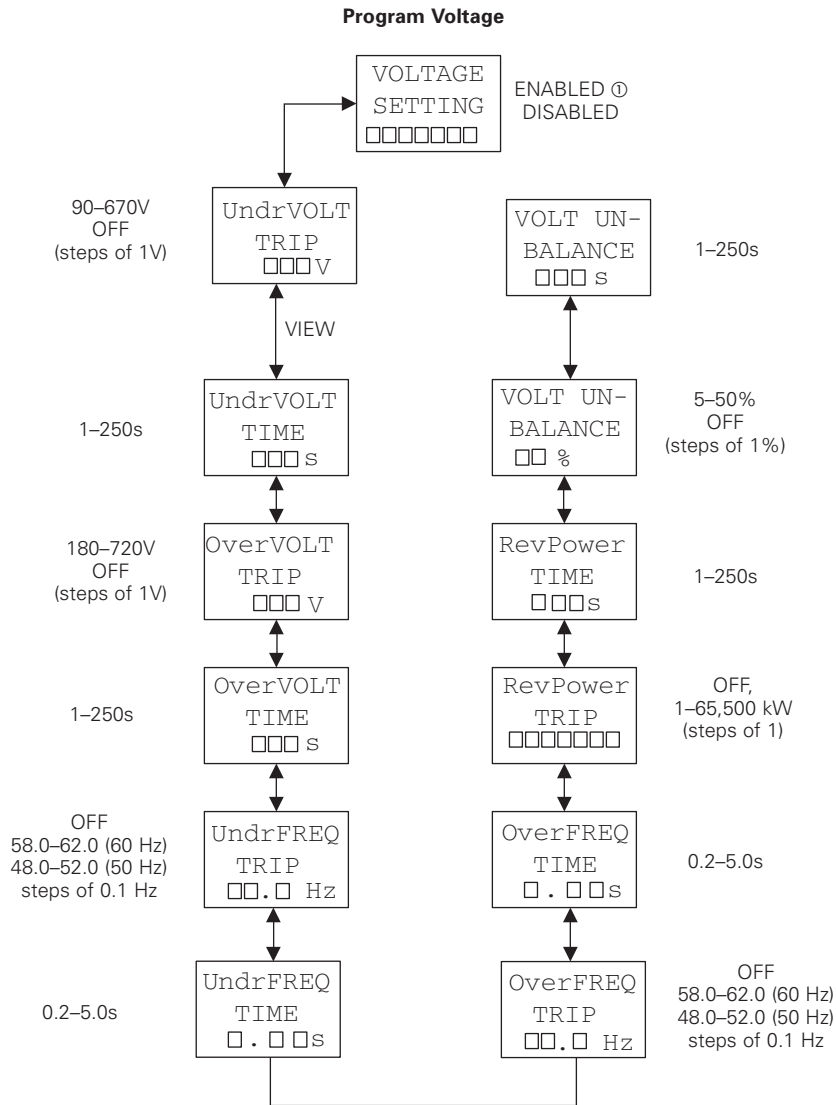 Program Voltage
VOLTAGE
SETTING
□□□□□□□
ENABLED ①
DISABLED
90–670V
OFF
(steps of 1V)
UndrVOLT
TRIP
□□□V
VIEW
1–250s
UndrVOLT
TIME
□□□s
180–720V
OFF
(steps of 1V)
OverVOLT
TRIP
□□□ V
1–250s
OverVOLT
TIME
□□□ s
OFF
58.0–62.0 (60 Hz)
48.0–52.0 (50 Hz)
steps of 0.1 Hz
UndrFREQ
TRIP
□□.□ Hz
0.2–5.0s
UndrFREQ
TIME
□.□□s
VOLT UN-
BALANCE
□□□ s
1–250s
VOLT UN-
BALANCE
□□ %
5–50%
OFF
(steps of 1%)
RevPower
TIME
□□□s
1–250s
RevPower
TRIP
□□□□□□□
OFF,
1–65,500 kW
(steps of 1)
OverFREQ
TIME
□.□□s
0.2–5.0s
OverFREQ
TRIP
□□.□ Hz
OFF
58.0–62.0 (60 Hz)
48.0–52.0 (50 Hz)
steps of 0.1 Hz